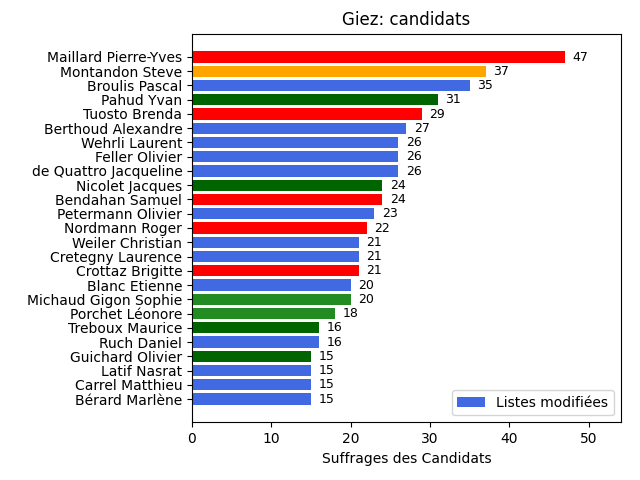 Giez: candidats
Maillard Pierre-Yves 47
Montandon Steve 37
Broulis Pascal 35
Pahud Yvan 31
Tuosto Brenda 29
Berthoud Alexandre 27
Wehrli Laurent 26
Feller Olivier 26
de Quattro Jacqueline 26
Nicolet Jacques 24
Bendahan Samuel 24
Petermann Olivier 23
Nordmann Roger 22
Weiler Christian 21
Cretegny Laurence 21
Crottaz Brigitte 21
Blanc Etienne 20
Michaud Gigon Sophie 20
Porchet Léonore 18
Treboux Maurice 16
Ruch Daniel 16
Guichard Olivier 15
Latif Nasrat 15
Carrel Matthieu 15
Bérard Marlène 15
Listes modifiées
0 10 20 30 40 50
Suffrages des Candidats